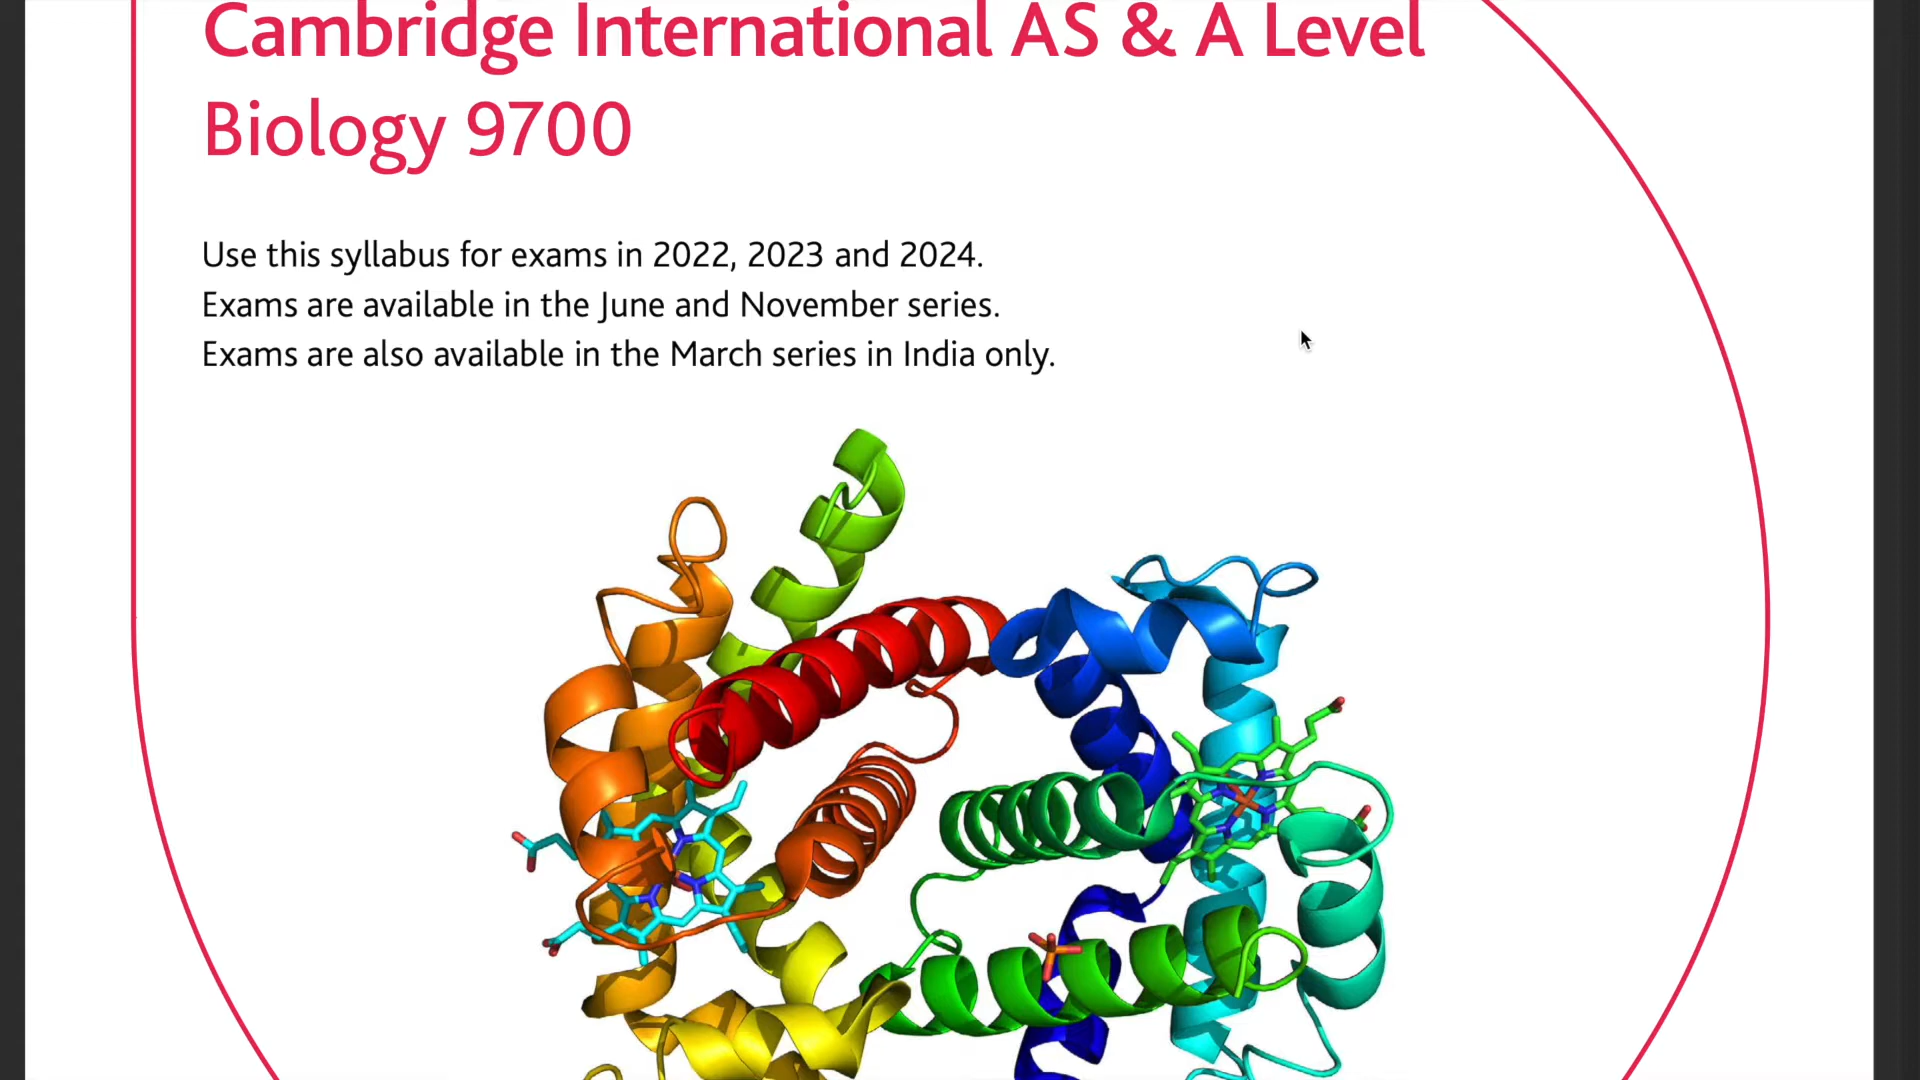 Cambridge International AS & A Level
Biology 9700
Use this syllabus for exams in 2022, 2023 and 2024.
Exams are available in the June and November series.
Exams are also available in the March series in India only.